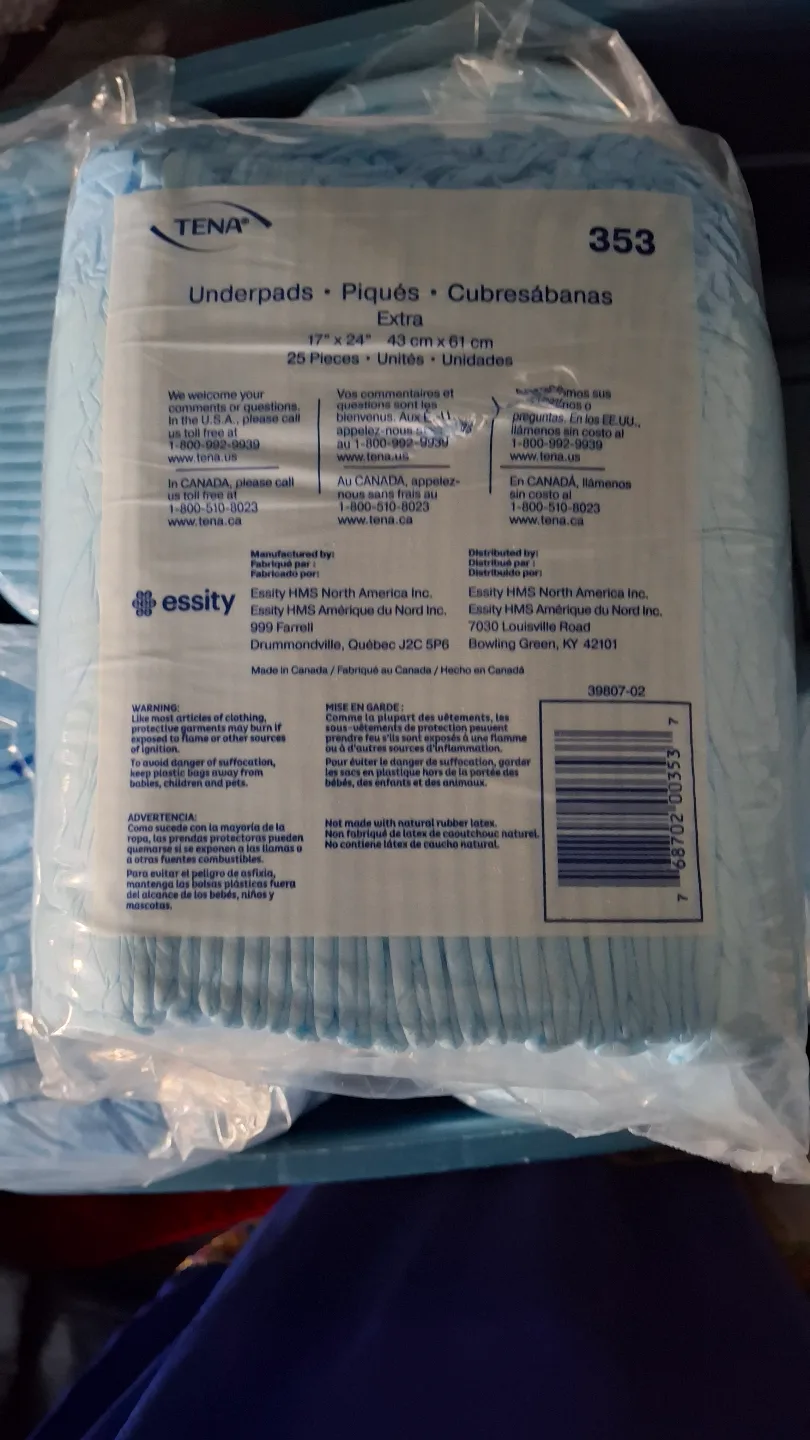 TENA®
353
Underpads • Piqués • Cubresábanas
Extra
17" x 24" 43 cm x 61 cm
25 Pieces • Unités • Unidades
We welcome your
comments or questions.
In the U.S.A., please call
us toll free at
1-800-992-9939
www.tena.us
In CANADA, please call
us toll free at
1-800-510-8023
www.tena.ca
Vos commentaires et
questions sont les
bienvenus. Aux
appelez-nous
au 1-800-992-9939
www.tena.us
Au CANADA, appelez-
nous sans frais au
1-800-510-8023
www.tena.ca
sus
o
preguntas. En los EE.UU.,
llámenos sin costo al
1-800-992-9939
www.tena.us
En CANADÁ, llámenos
sin costo al
1-800-510-8023
www.tena.ca
essity
Manufactured by:
Fabriqué par :
Fabricado por:
Essity HMS North America Inc.
Essity HMS Amérique du Nord Inc.
999 Farrell
Drummondville, Québec J2C 5P6
Distributed by:
Distribué par :
Distribuido por:
Essity HMS North America Inc.
Essity HMS Amérique du Nord Inc.
7030 Louisville Road
Bowling Green, KY 42101
Made in Canada / Fabriqué au Canada / Hecho en Canadá
39807-02
WARNING:
Like most articles of clothing,
protective garments may burn if
exposed to flame or other sources
of ignition.
To avoid danger of suffocation,
keep plastic bags away from
babies, children and pets.
MISE EN GARDE :
Comme la plupart des vêtements, les
sous-vêtements de protection peuvent
prendre feu s'ils sont exposés à une flamme
ou à d'autres sources d'inflammation.
Pour éviter le danger de suffocation, garder
les sacs en plastique hors de la portée des
bébés, des enfants et des animaux.
ADVERTENCIA:
Como sucede con la mayoría de la
ropa, las prendas protectoras pueden
quemarse si se exponen a las llamas o
a otras fuentes combustibles.
Para evitar el peligro de asfixia,
mantenga las bolsas plásticas fuera
del alcance de los bebés, niños y
mascotas.
Not made with natural rubber latex.
Non fabriqué de latex de caoutchouc naturel.
No contiene látex de caucho natural.
7 68702 00353 7